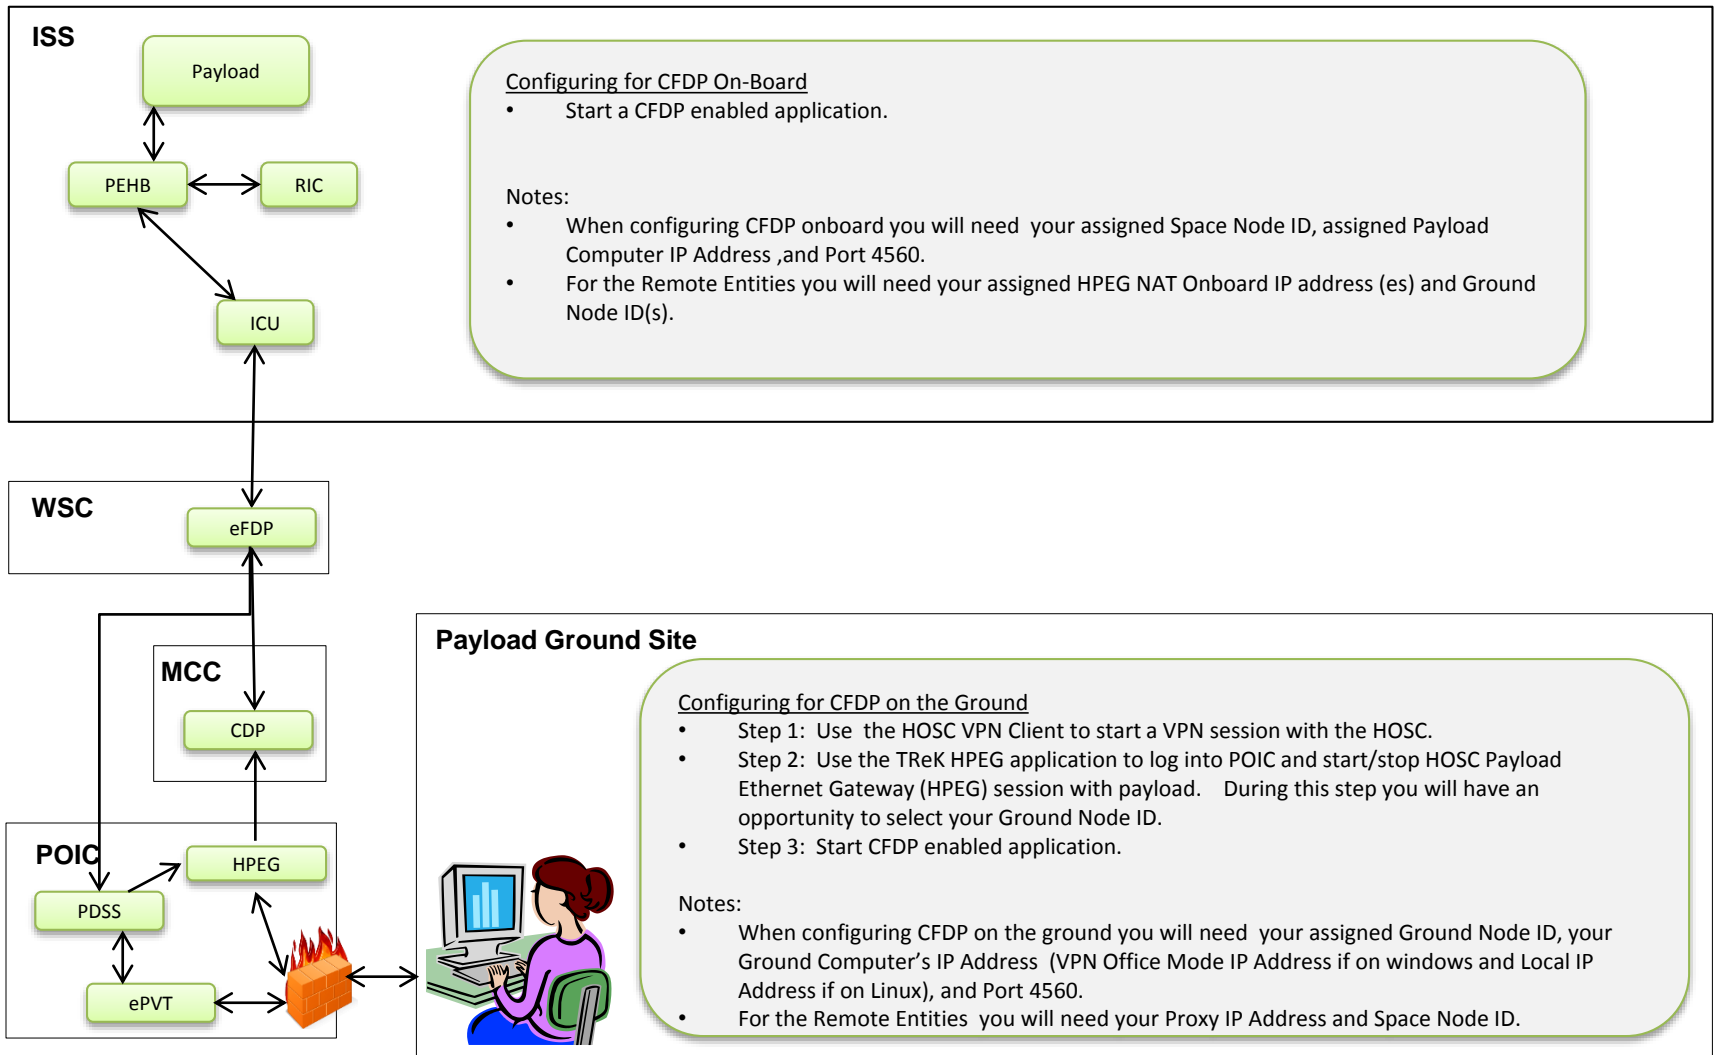 ISS
Payload
PEHB
RIC
ICU
Configuring for CFDP On-Board
• Start a CFDP enabled application.
Notes:
• When configuring CFDP onboard you will need  your assigned Space Node ID, assigned Payload
Computer IP Address ,and Port 4560.
• For the Remote Entities you will need your assigned HPEG NAT Onboard IP address (es) and Ground
Node ID(s).
WSC
eFDP
MCC
CDP
POIC
HPEG
PDSS
ePVT
Payload Ground Site
Configuring for CFDP on the Ground
• Step 1:  Use  the HOSC VPN Client to start a VPN session with the HOSC.
• Step 2:  Use the TReK HPEG application to log into POIC and start/stop HOSC Payload
Ethernet Gateway (HPEG) session with payload.    During this step you will have an
opportunity to select your Ground Node ID.
• Step 3:  Start CFDP enabled application.
Notes:
• When configuring CFDP on the ground you will need  your assigned Ground Node ID, your
Ground Computer’s IP Address  (VPN Office Mode IP Address if on windows and Local IP
Address if on Linux), and Port 4560.
• For the Remote Entities  you will need your Proxy IP Address and Space Node ID.